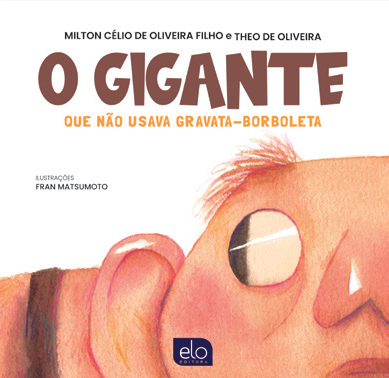 MILTON CÉLIO DE OLIVEIRA FILHO e THEO DE OLIVEIRA
O GIGANTE
QUE NÃO USAVA GRAVATA-BORBOLETA
ILUSTRAÇÕES
FRAN MATSUMOTO
elo
EDITORA